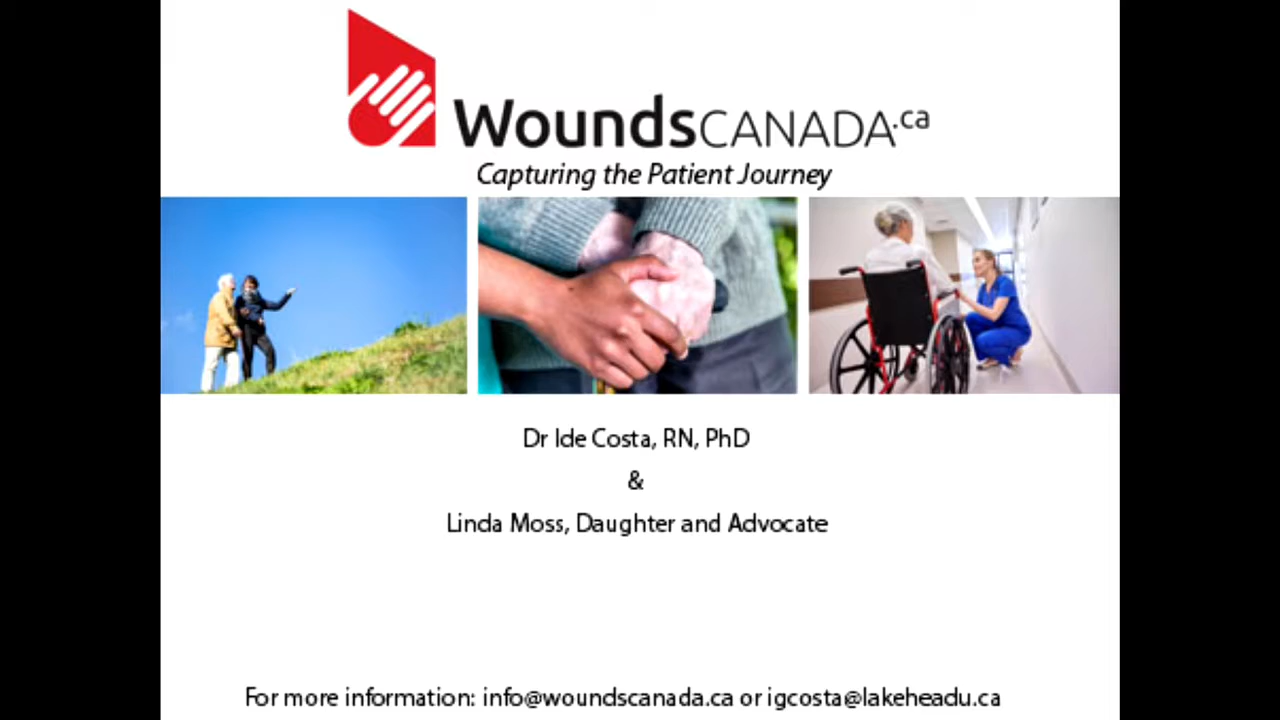 WoundsCANADA.ca
Capturing the Patient Journey
Dr Ide Costa, RN, PhD
&
Linda Moss, Daughter and Advocate
For more information: info@woundscanada.ca or igcosta@lakeheadu.ca